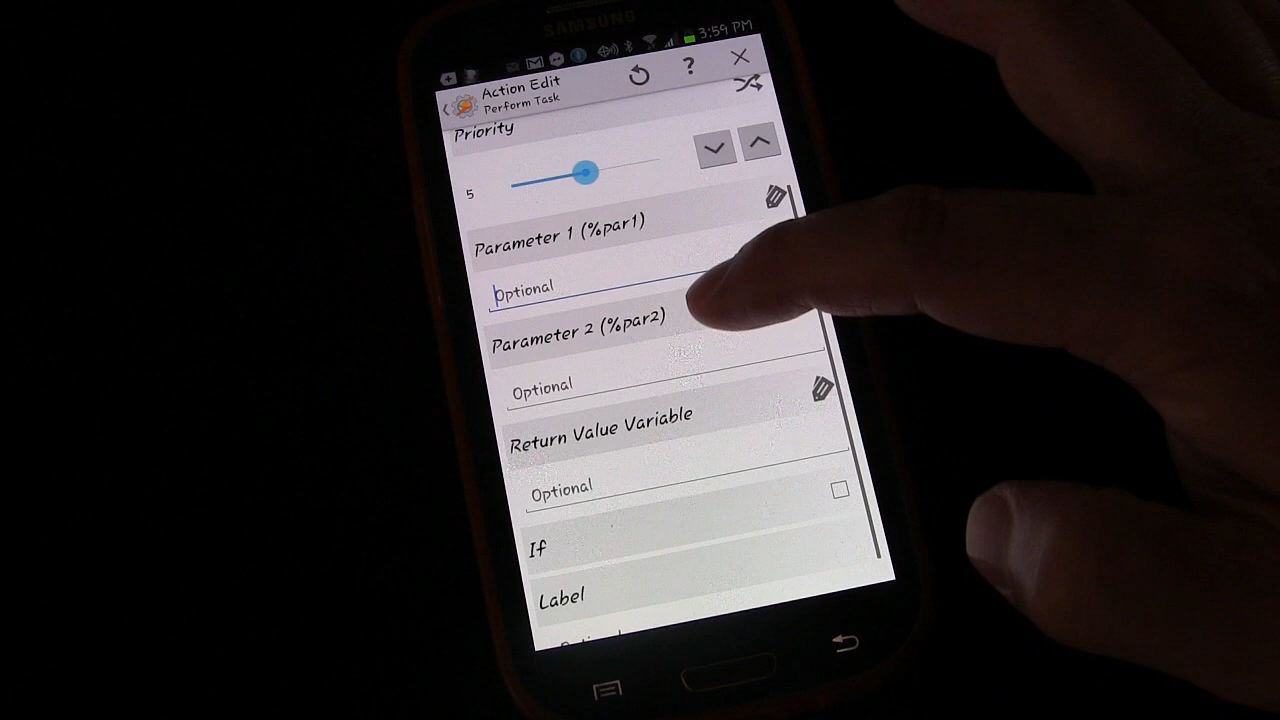 SAMSUNG
3:59 PM
Action Edit
Perform Task
Priority
5
Parameter 1 (%par1)
Optional
Parameter 2 (%par2)
Optional
Return Value Variable
Optional
If
Label